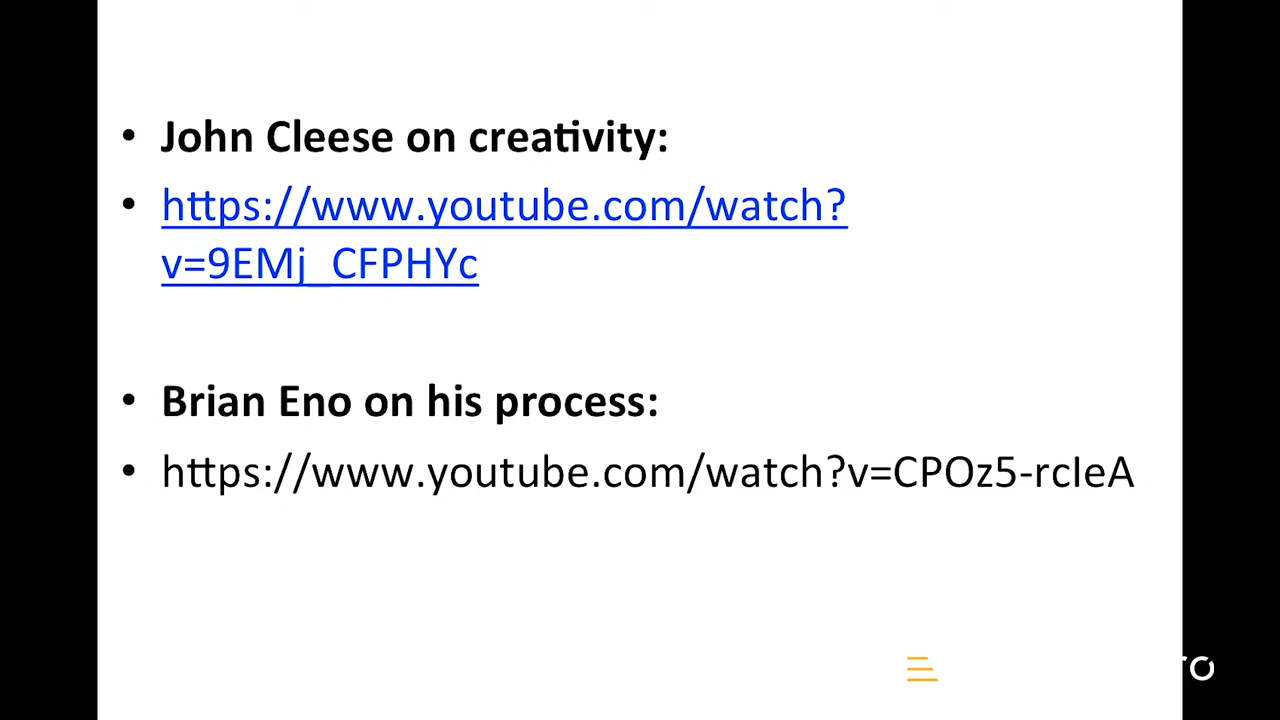 • John Cleese on creativity:
• https://www.youtube.com/watch?
v=9EMj_CFPHYc
• Brian Eno on his process:
• https://www.youtube.com/watch?v=CPOz5-rcIeA